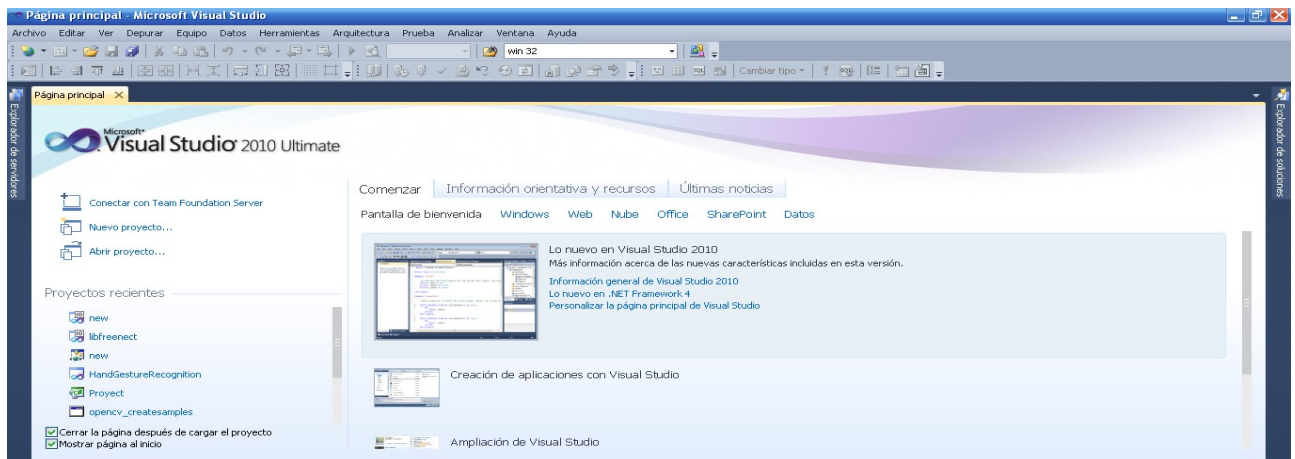 Página principal - Microsoft Visual Studio
Archivo Editar Ver Depurar Equipo Datos Herramientas Arquitectura Prueba Analizar Ventana Ayuda
win 32
Cambiar tipo
Página principal
Explorador de servidores
Explorador de soluciones
Microsoft®
Visual Studio 2010 Ultimate
Conectar con Team Foundation Server
Nuevo proyecto...
Abrir proyecto...
Proyectos recientes
new
libfreenect
new
HandGestureRecognition
Proyect
opencv_createsamples
Cerrar la página después de cargar el proyecto
Mostrar página al inicio
Comenzar Información orientativa y recursos Últimas noticias
Pantalla de bienvenida Windows Web Nube Office SharePoint Datos
Lo nuevo en Visual Studio 2010
Más información acerca de las nuevas características incluidas en esta versión.
Información general de Visual Studio 2010
Lo nuevo en .NET Framework 4
Personalizar la página principal de Visual Studio
Creación de aplicaciones con Visual Studio
Ampliación de Visual Studio